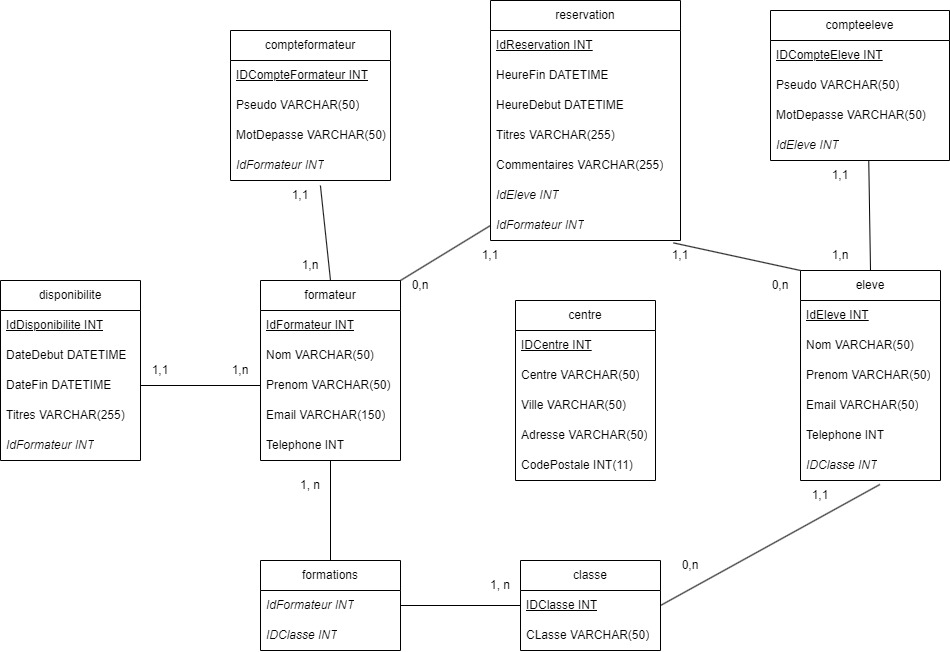 compteformateur
IDCompteFormateur INT
Pseudo VARCHAR(50)
MotDepasse VARCHAR(50)
IdFormateur INT
1,1
1,n
reservation
IdReservation INT
HeureFin DATETIME
HeureDebut DATETIME
Titres VARCHAR(255)
Commentaires VARCHAR(255)
IdEleve INT
IdFormateur INT
1,1
0,n
1,1
0,n
compteeleve
IDCompteEleve INT
Pseudo VARCHAR(50)
MotDepasse VARCHAR(50)
IdEleve INT
1,1
1,n
disponibilite
IdDisponibilite INT
DateDebut DATETIME
DateFin DATETIME
Titres VARCHAR(255)
IdFormateur INT
1,1
1,n
formateur
IdFormateur INT
Nom VARCHAR(50)
Prenom VARCHAR(50)
Email VARCHAR(150)
Telephone INT
1, n
centre
IDCentre INT
Centre VARCHAR(50)
Ville VARCHAR(50)
Adresse VARCHAR(50)
CodePostale INT(11)
eleve
IdEleve INT
Nom VARCHAR(50)
Prenom VARCHAR(50)
Email VARCHAR(50)
Telephone INT
IDClasse INT
1,1
0,n
formations
IdFormateur INT
IDClasse INT
1, n
classe
IDClasse INT
CLasse VARCHAR(50)